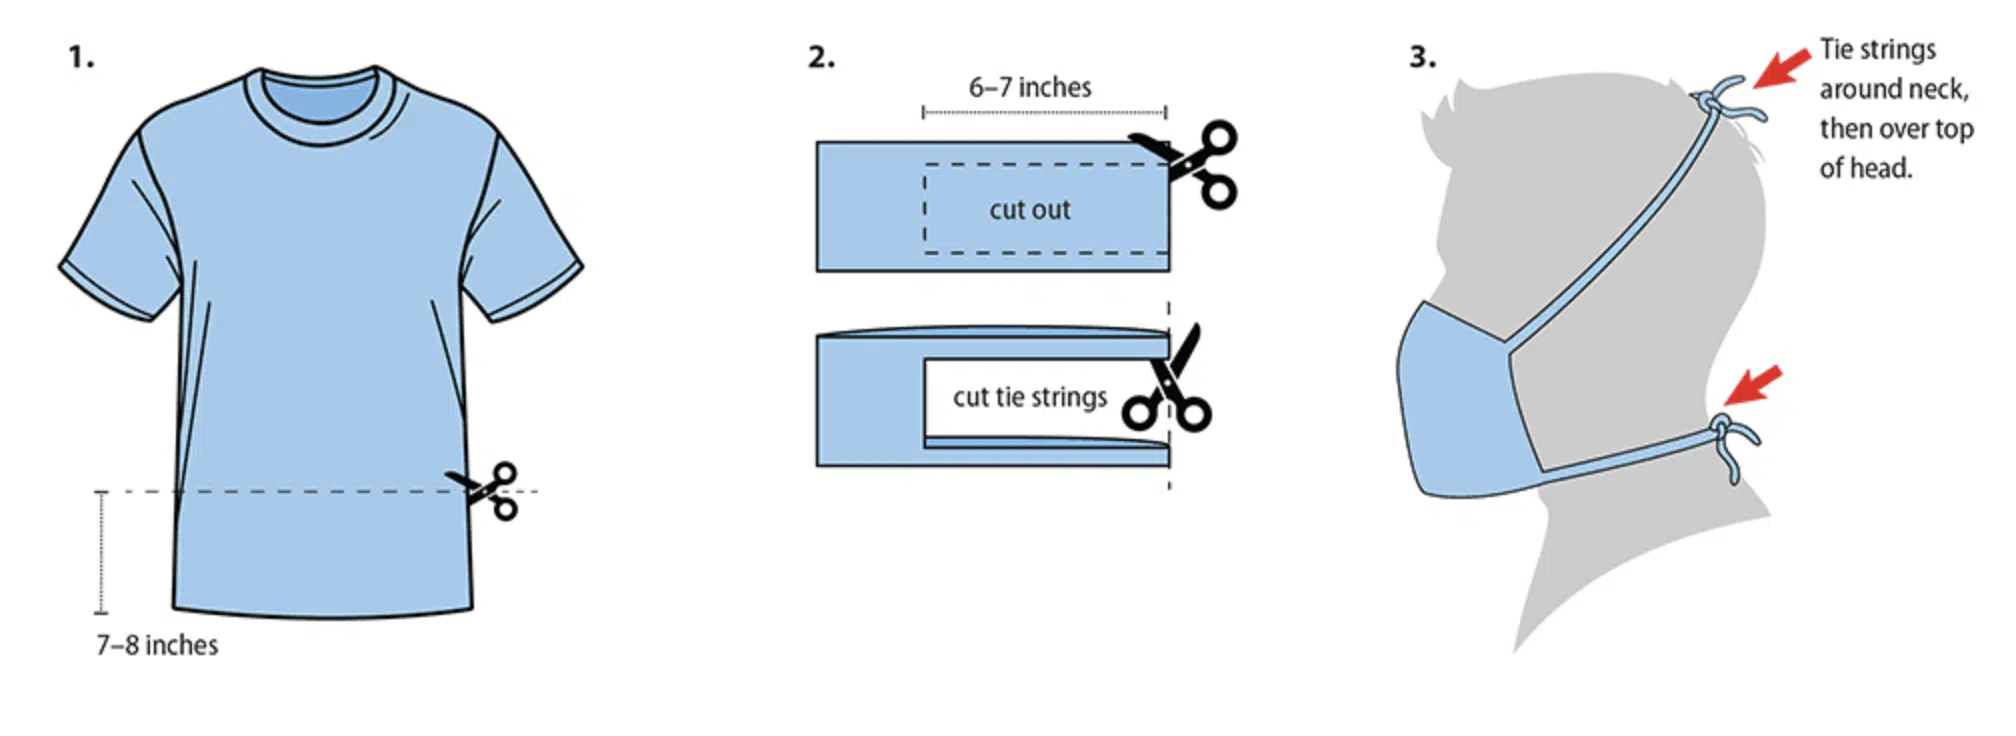 1.
7–8 inches
2.
6–7 inches
cut out
cut tie strings
3.
Tie strings
around neck,
then over top
of head.